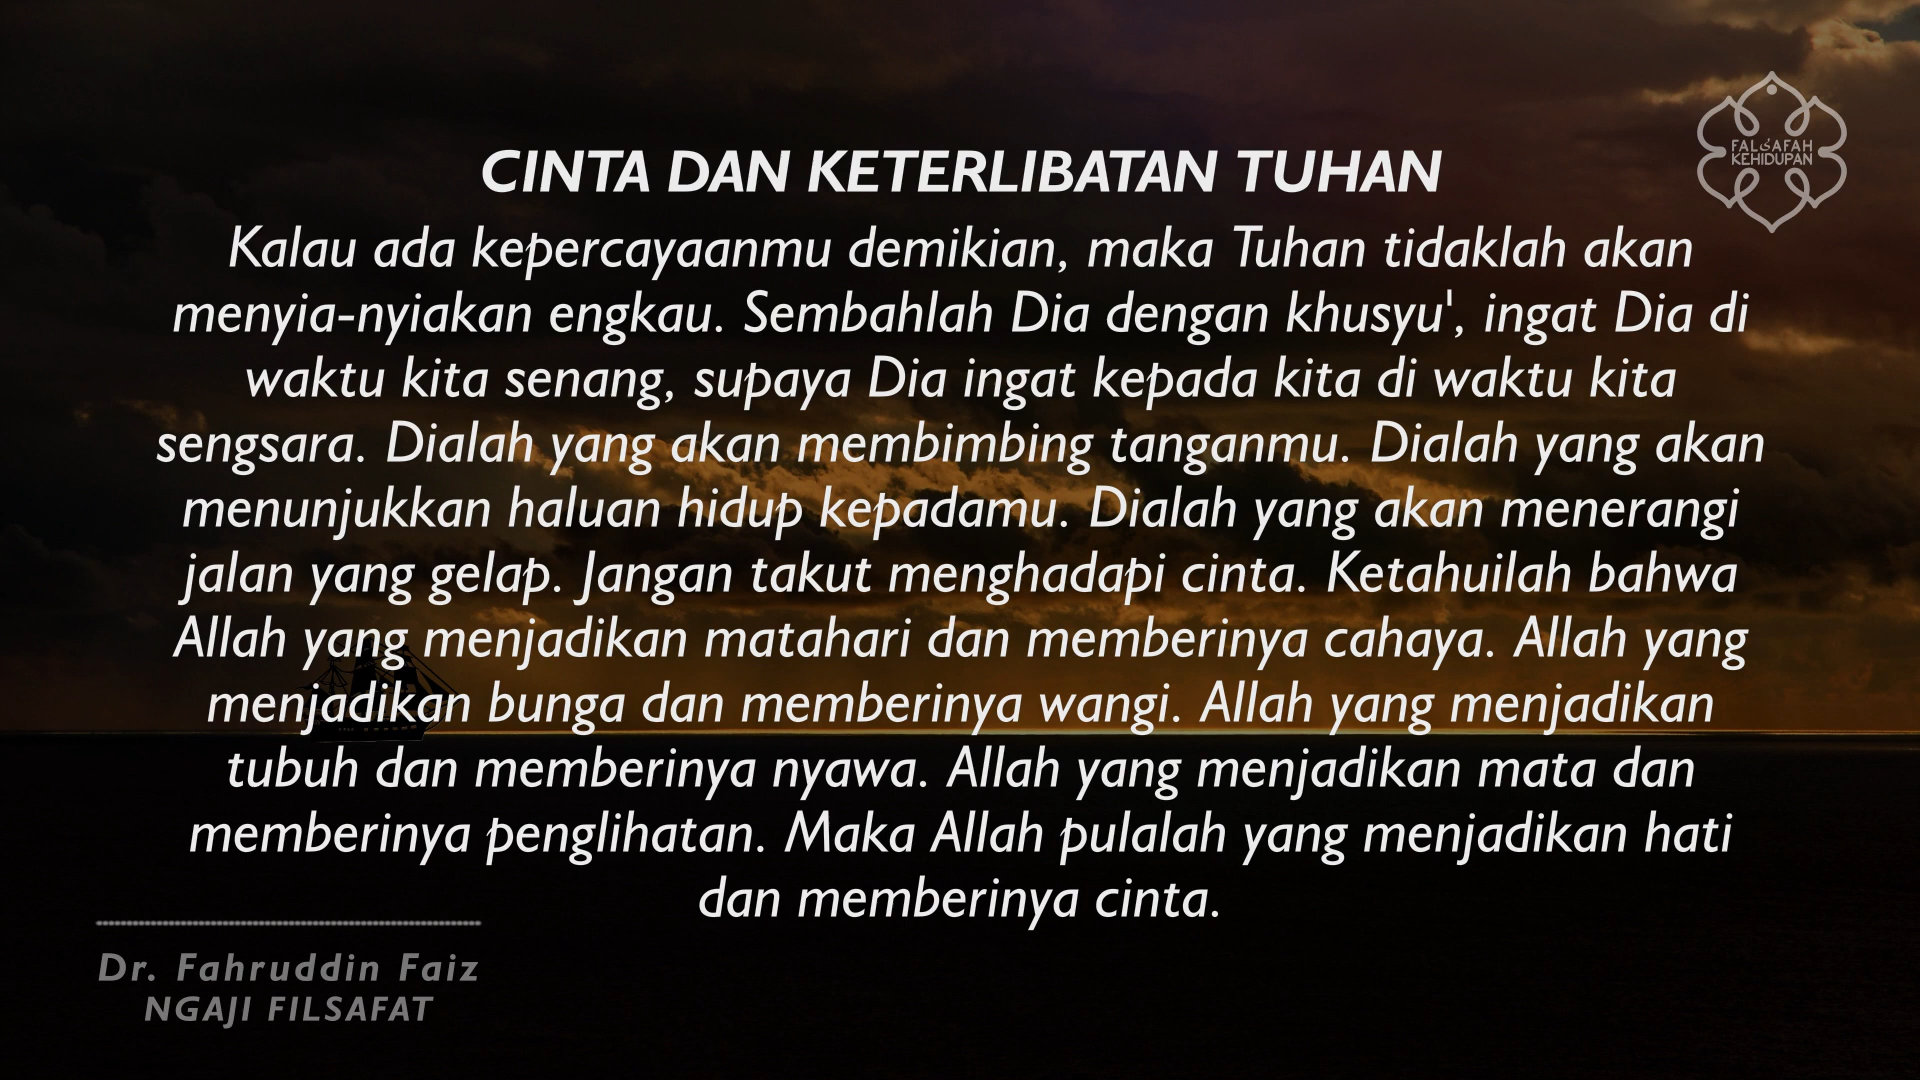 FALSAFAH
KEHIDUPAN
CINTA DAN KETERLIBATAN TUHAN
Kalau ada kepercayaanmu demikian, maka Tuhan tidaklah akan
menyia-nyiakan engkau. Sembahlah Dia dengan khusyu', ingat Dia di
waktu kita senang, supaya Dia ingat kepada kita di waktu kita
sengsara. Dialah yang akan membimbing tanganmu. Dialah yang akan
menunjukkan haluan hidup kepadamu. Dialah yang akan menerangi
jalan yang gelap. Jangan takut menghadapi cinta. Ketahuilah bahwa
Allah yang menjadikan matahari dan memberinya cahaya. Allah yang
menjadikan bunga dan memberinya wangi. Allah yang menjadikan
tubuh dan memberinya nyawa. Allah yang menjadikan mata dan
memberinya penglihatan. Maka Allah pulalah yang menjadikan hati
dan memberinya cinta.
Dr. Fahruddin Faiz
NGAJI FILSAFAT